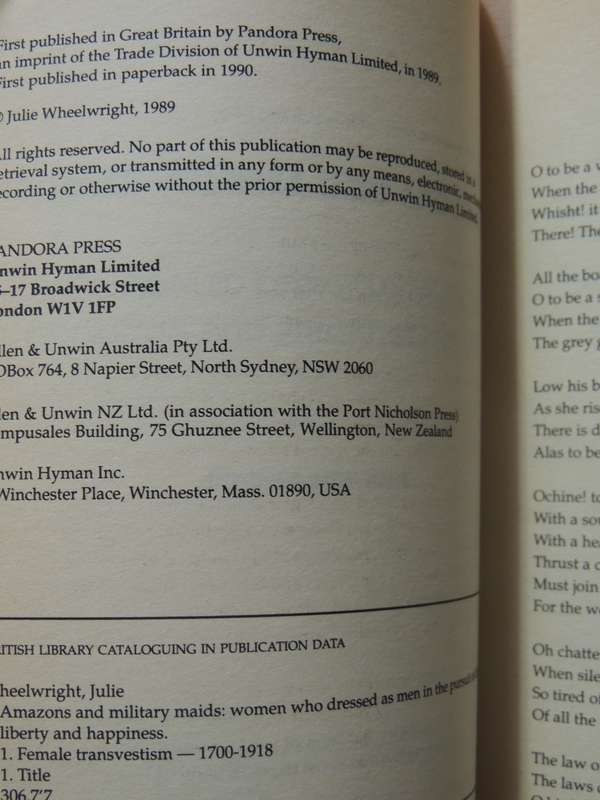 First published in Great Britain by Pandora Press,
an imprint of the Trade Division of Unwin Hyman Limited, in 1989.
First published in paperback in 1990.
© Julie Wheelwright, 1989
All rights reserved. No part of this publication may be reproduced, stored in a
retrieval system, or transmitted in any form or by any means, electronic,
recording or otherwise without the prior permission of Unwin Hyman Limited.
PANDORA PRESS
Unwin Hyman Limited
–17 Broadwick Street
London W1V 1FP
Allen & Unwin Australia Pty Ltd.
POBox 764, 8 Napier Street, North Sydney, NSW 2060
Allen & Unwin NZ Ltd. (in association with the Port Nicholson Press)
Compusales Building, 75 Ghuznee Street, Wellington, New Zealand
Unwin Hyman Inc.
Winchester Place, Winchester, Mass. 01890, USA
BRITISH LIBRARY CATALOGUING IN PUBLICATION DATA
Wheelwright, Julie
Amazons and military maids: women who dressed as men in the pursuit of
liberty and happiness.
1. Female transvestism — 1700-1918
1. Title
306.7'7
O to be a
When the
Whisht! it
There! The
All the
O to be a
When the
The grey
Low his
As she
There is
Alas to be
Ochine! to
With a
With a
Thrust a
Must join
For the
Oh
When
So tired of
Of all the
The law
The laws